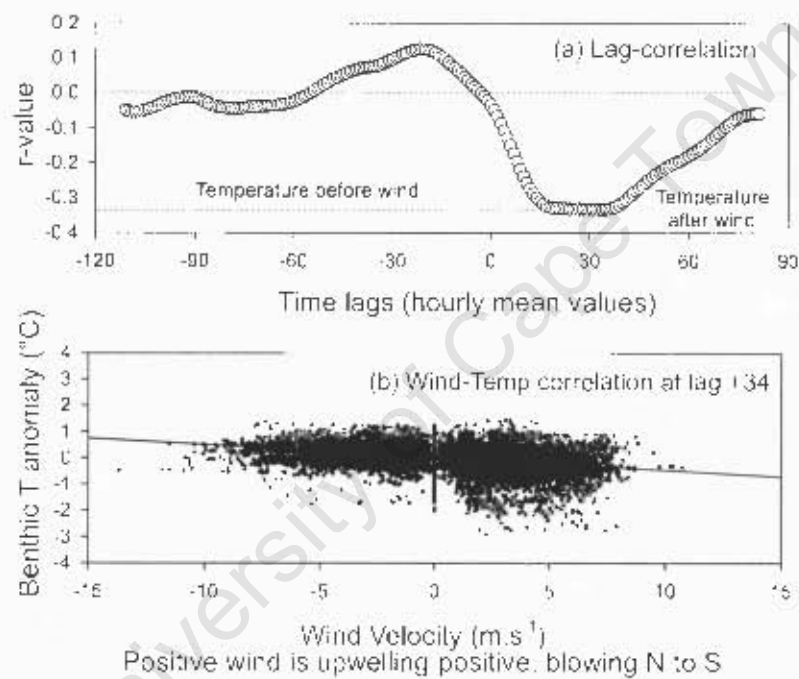 0.2
0.1
0.0
-0.1
-0.2
-0.3
-0.4
r-value
(a) Lag-correlation
Temperature before wind
Temperature
after wind
-120 -90 -60 -30 0 30 60 90
Time lags (hourly mean values)
4
3
2
1
0
-1
-2
-3
-4
Benthic T anomaly (°C)
(b) Wind-Temp correlation at lag +34
-15 -10 -5 0 5 10 15
Wind Velocity (m.s⁻¹)
Positive wind is upwelling positive, blowing N to S
University of Cape Town